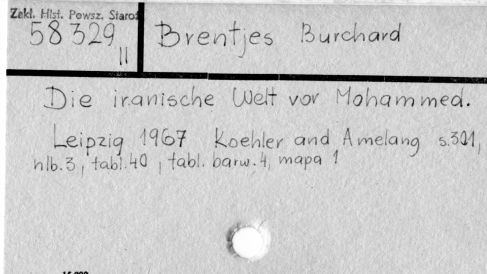 Zakł. Hist. Powsz. Staroż
58329
II
Brentjes Burchard
Die iranische Welt vor Mohammed.
Leipzig 1967 Koehler and Amelang s.301,
nlb.3, tabl.40, tabl. barw.4, mapa 1